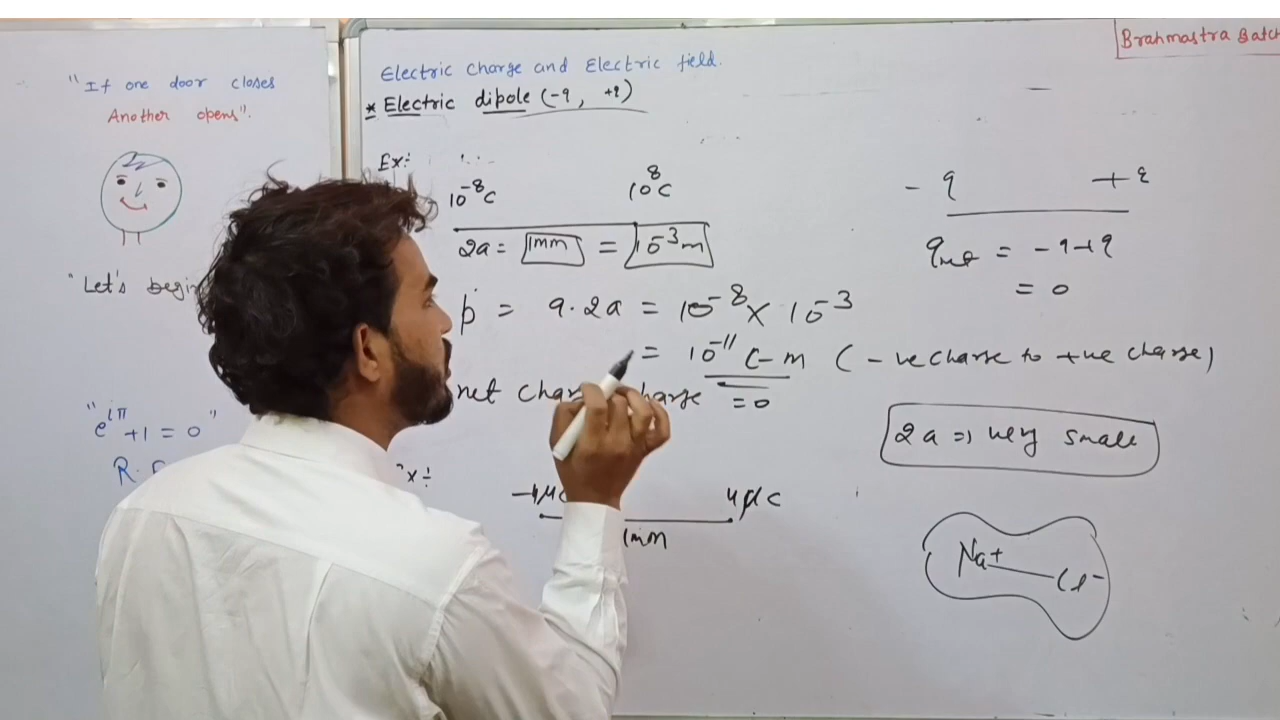 "If one door closes
Another opens".
"Let's begin
"e^iπ +1 = 0"
Brahmastra Batch
Electric Charge and Electric field.
* Electric dipole (-q, +q)
Ex:
10^-8 C 10^8 C
2a = 1mm = 10^-3 m
p = q.2a = 10^-8 × 10^-3
= 10^-11 C-m (-ve charge to +ve charge)
net charge = 0
-4μC 4μC
1mm
-q +q
q net = -q+q
= 0
2a => very small
Na+ Cl-